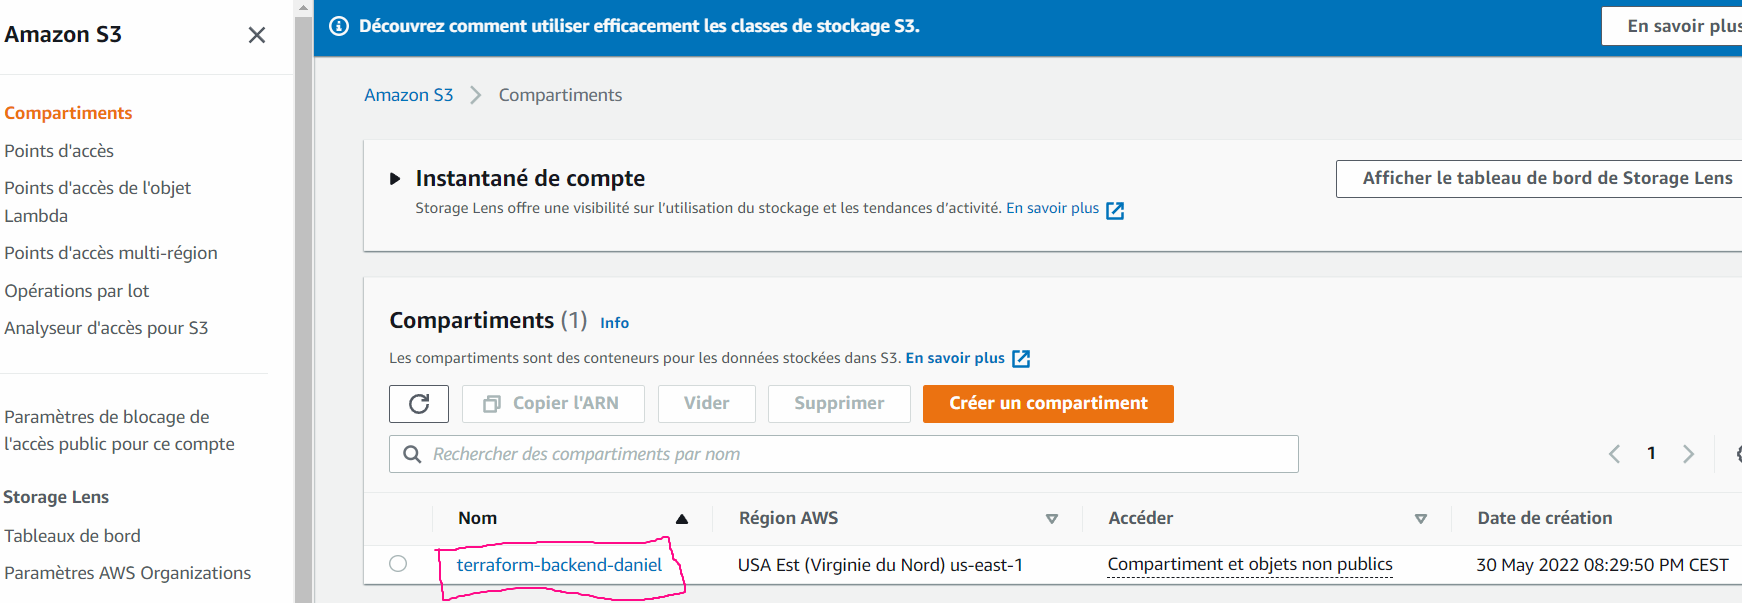 Amazon S3
Compartiments
Points d'accès
Points d'accès de l'objet
Lambda
Points d'accès multi-région
Opérations par lot
Analyseur d'accès pour S3
Paramètres de blocage de
l'accès public pour ce compte
Storage Lens
Tableaux de bord
Paramètres AWS Organizations
Découvrez comment utiliser efficacement les classes de stockage S3.
En savoir plus
Amazon S3 Compartiments
Instantané de compte
Afficher le tableau de bord de Storage Lens
Storage Lens offre une visibilité sur l’utilisation du stockage et les tendances d’activité. En savoir plus
Compartiments (1) Info
Les compartiments sont des conteneurs pour les données stockées dans S3. En savoir plus
Copier l'ARN Vider Supprimer Créer un compartiment
Rechercher des compartiments par nom
1
Nom Région AWS Accéder Date de création
terraform-backend-daniel USA Est (Virginie du Nord) us-east-1 Compartiment et objets non publics 30 May 2022 08:29:50 PM CEST